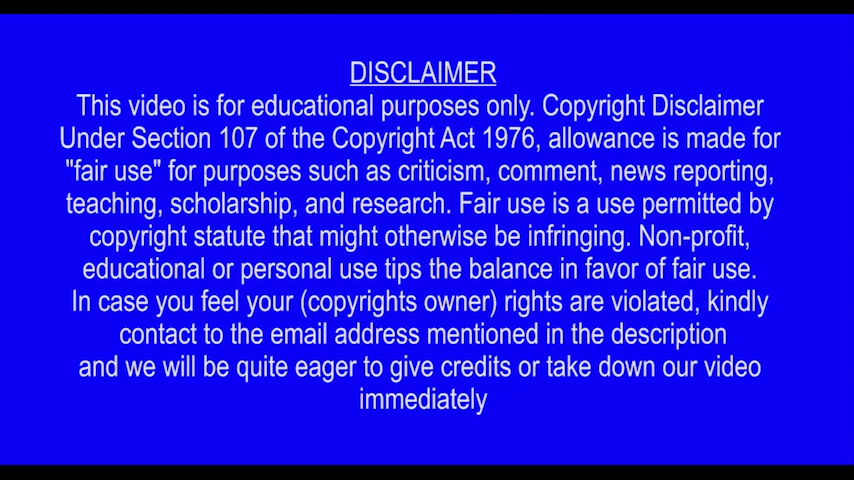 DISCLAIMER
This video is for educational purposes only. Copyright Disclaimer
Under Section 107 of the Copyright Act 1976, allowance is made for
"fair use" for purposes such as criticism, comment, news reporting,
teaching, scholarship, and research. Fair use is a use permitted by
copyright statute that might otherwise be infringing. Non-profit,
educational or personal use tips the balance in favor of fair use.
In case you feel your (copyrights owner) rights are violated, kindly
contact to the email address mentioned in the description
and we will be quite eager to give credits or take down our video
immediately